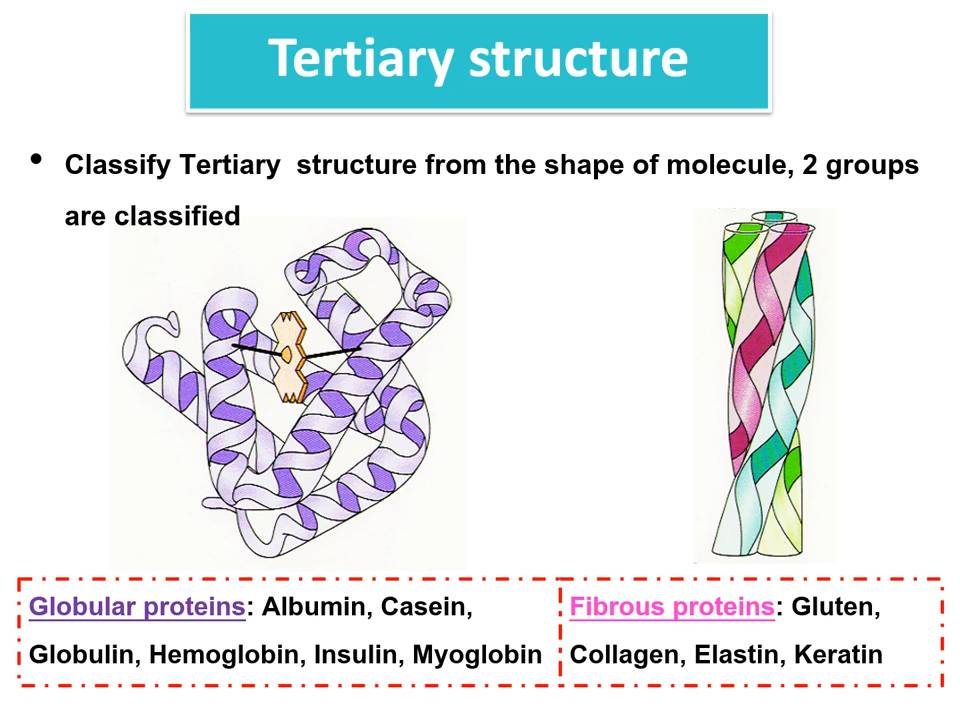 Tertiary structure
• Classify Tertiary  structure from the shape of molecule, 2 groups
are classified
Globular proteins: Albumin, Casein,
Globulin, Hemoglobin, Insulin, Myoglobin
Fibrous proteins: Gluten,
Collagen, Elastin, Keratin